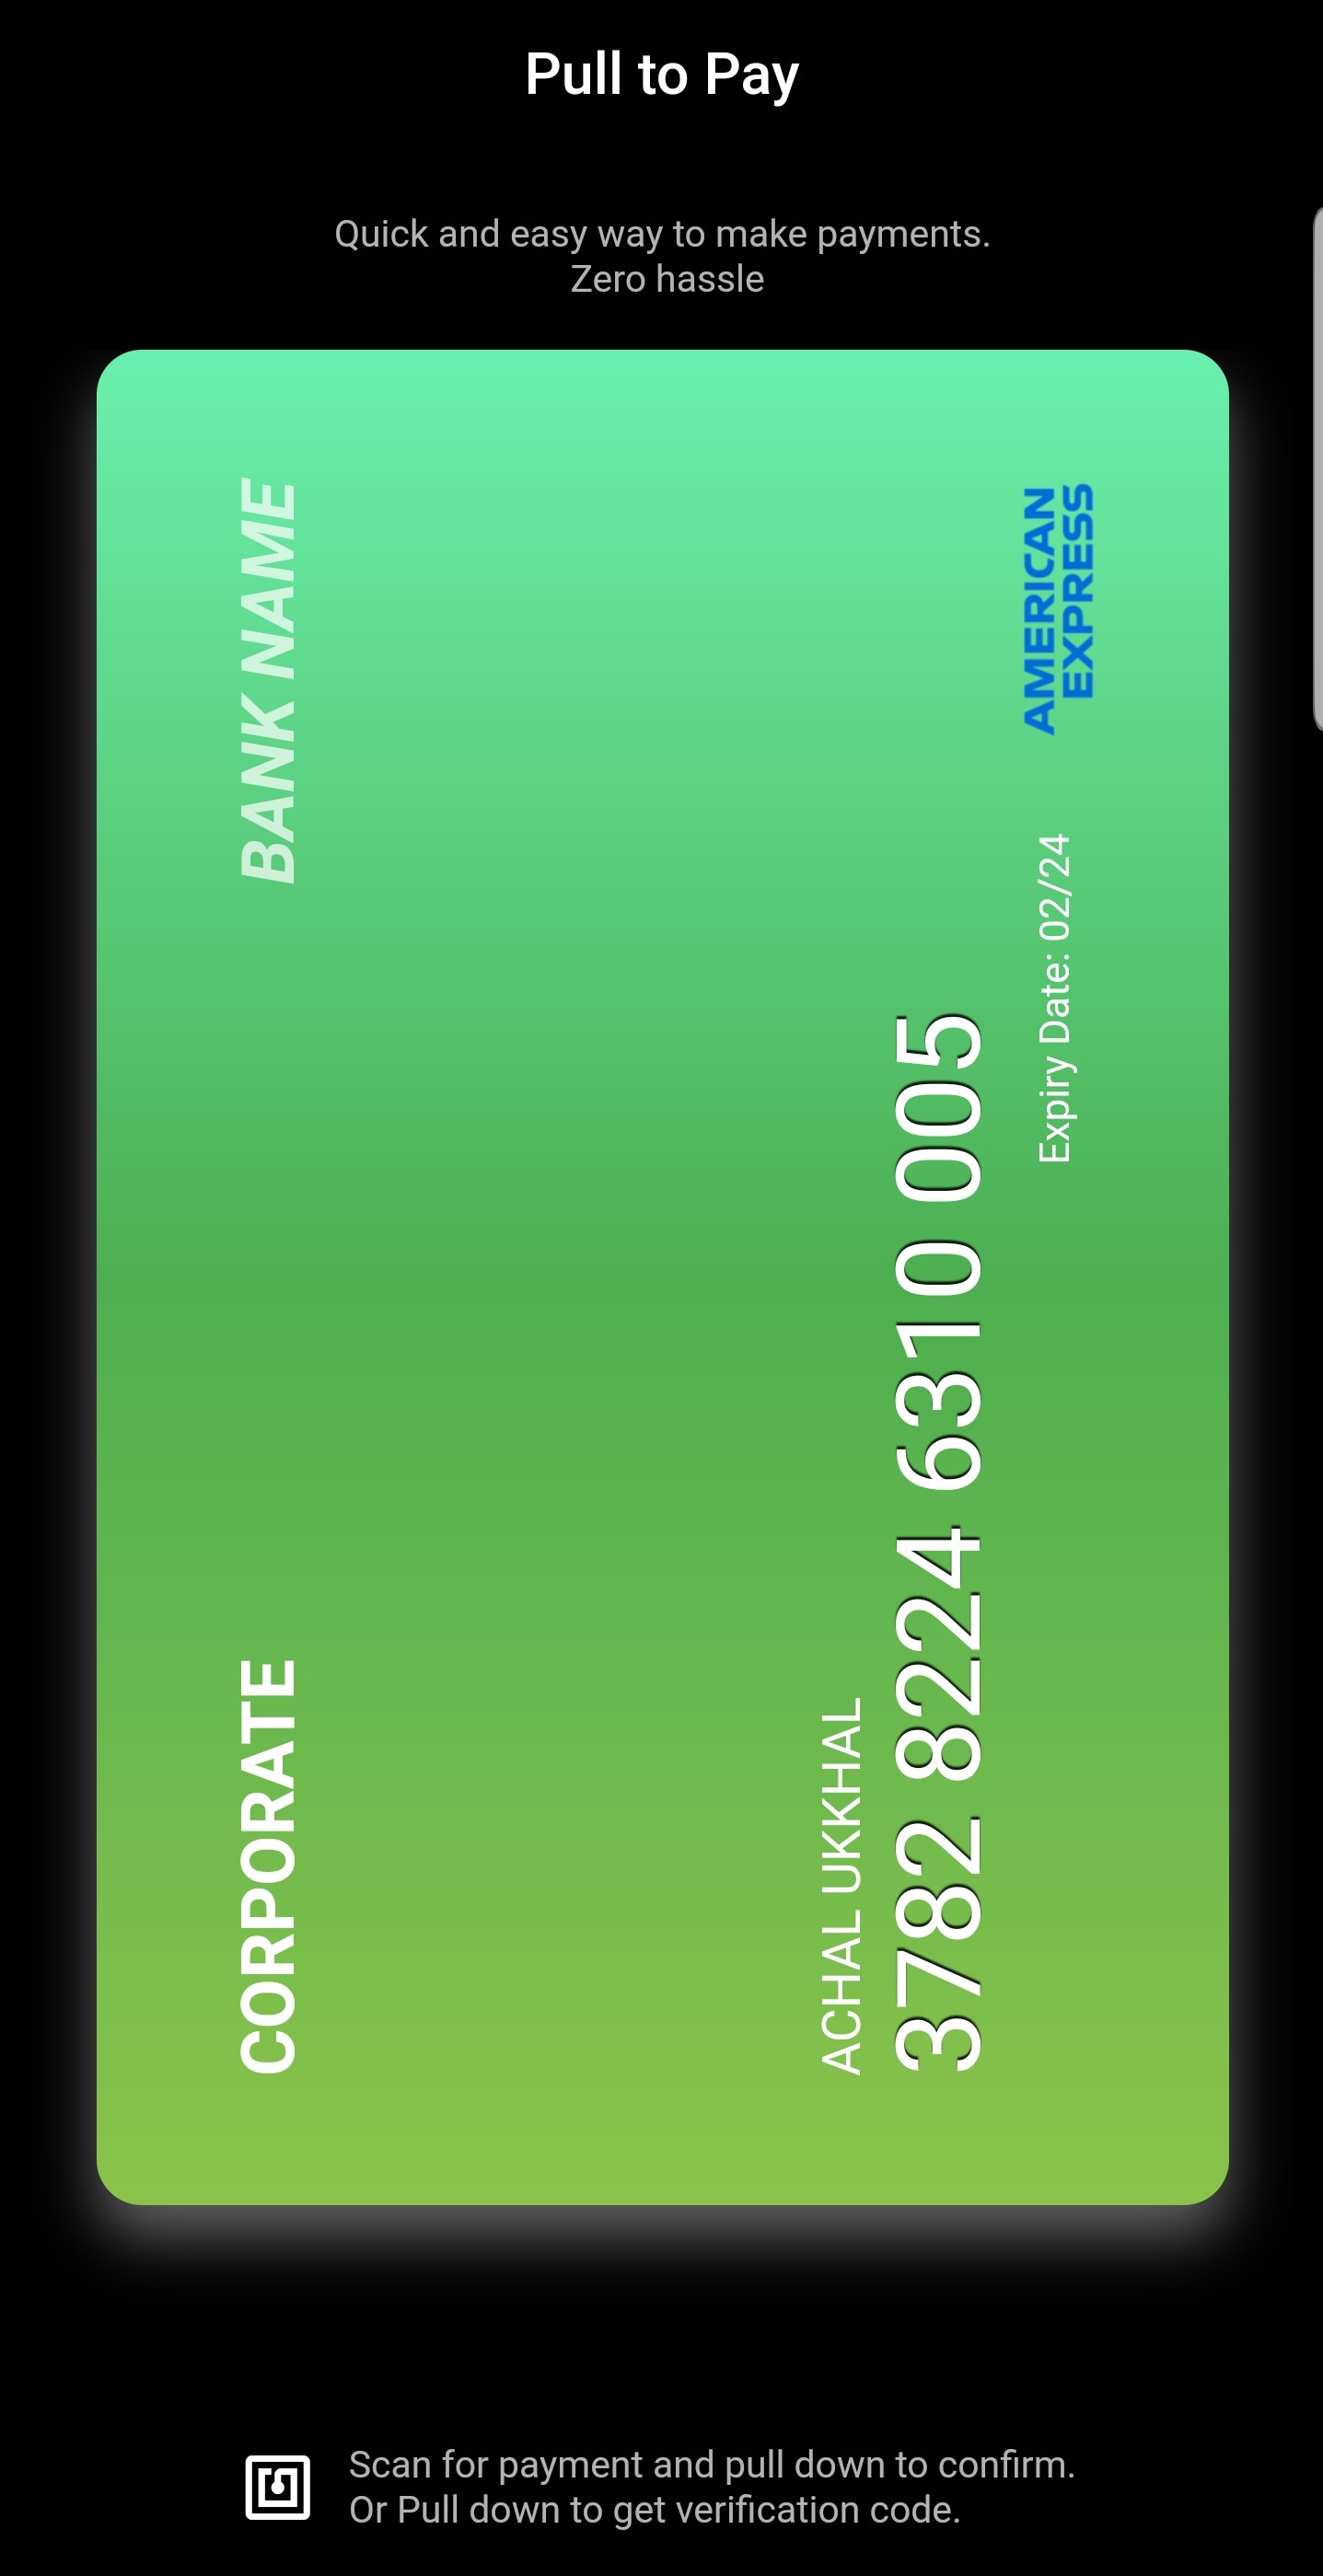 Pull to Pay
Quick and easy way to make payments.
Zero hassle
CORPORATE
BANK NAME
ACHAL UKKHAL
3782 8224 6310 005
Expiry Date: 02/24
AMERICAN
EXPRESS
Scan for payment and pull down to confirm.
Or Pull down to get verification code.